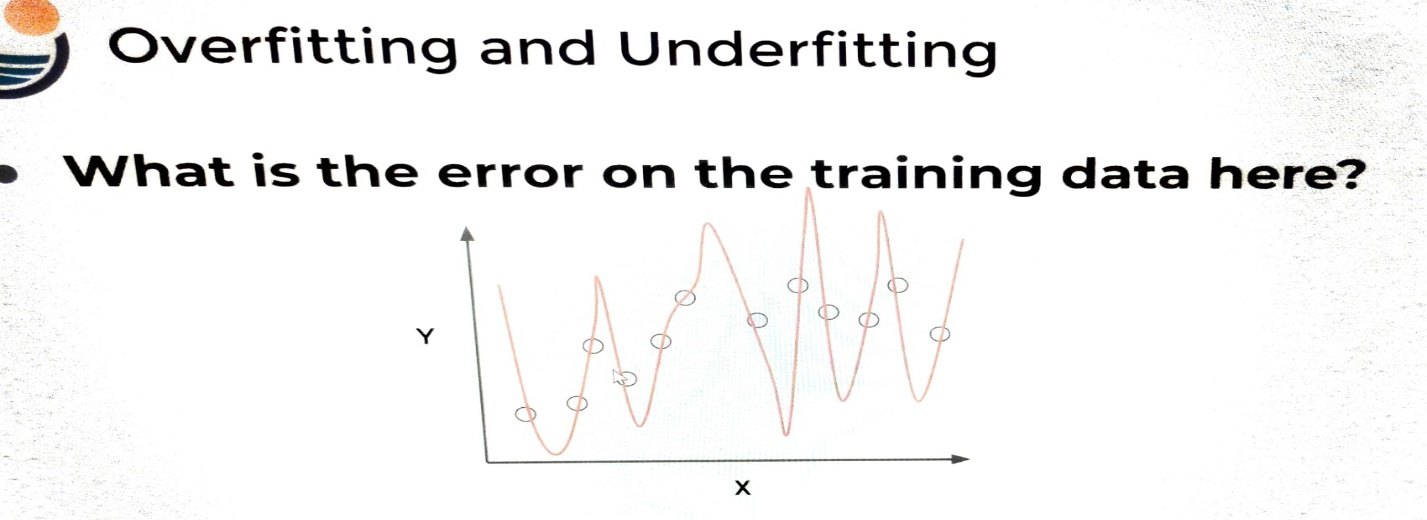 Overfitting and Underfitting
What is the error on the training data here?
Y
X